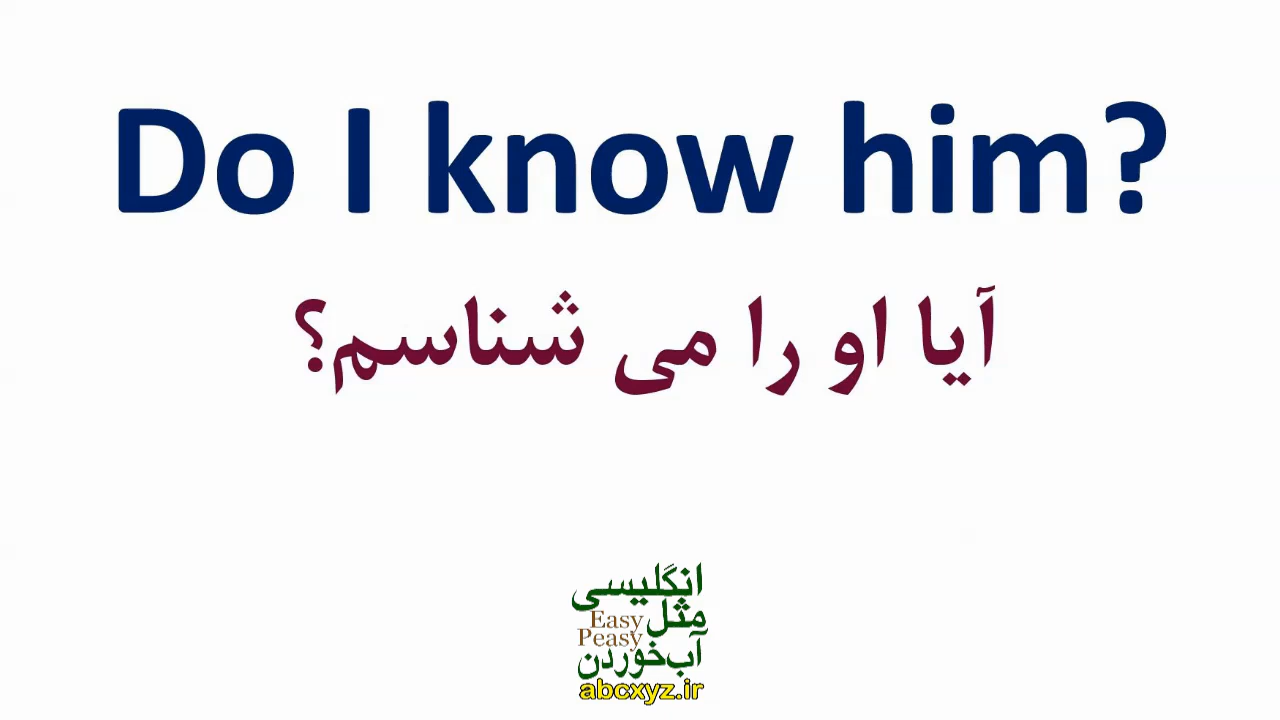 Do I know him?
آیا او را می شناسم؟
انگلیسی
مثل
Easy
Peasy
آب‌خوردن
abcxyz.ir